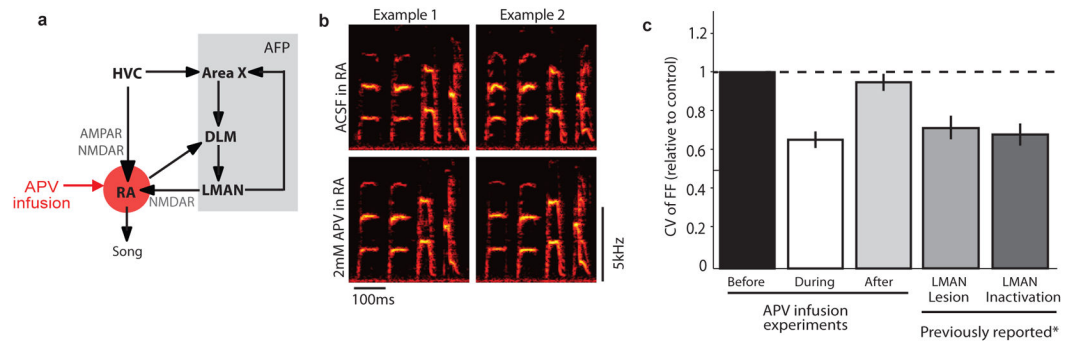 a
AFP
HVC
Area X
AMPAR
NMDAR
DLM
APV
infusion
RA
NMDAR
LMAN
Song
b
Example 1
Example 2
ACSF in RA
2mM APV in RA
100ms
5kHz
c
CV of FF (relative to control)
1.2
1
0.8
0.6
0.4
0.2
0
Before
During
After
LMAN
Lesion
LMAN
Inactivation
APV infusion
experiments
Previously reported*